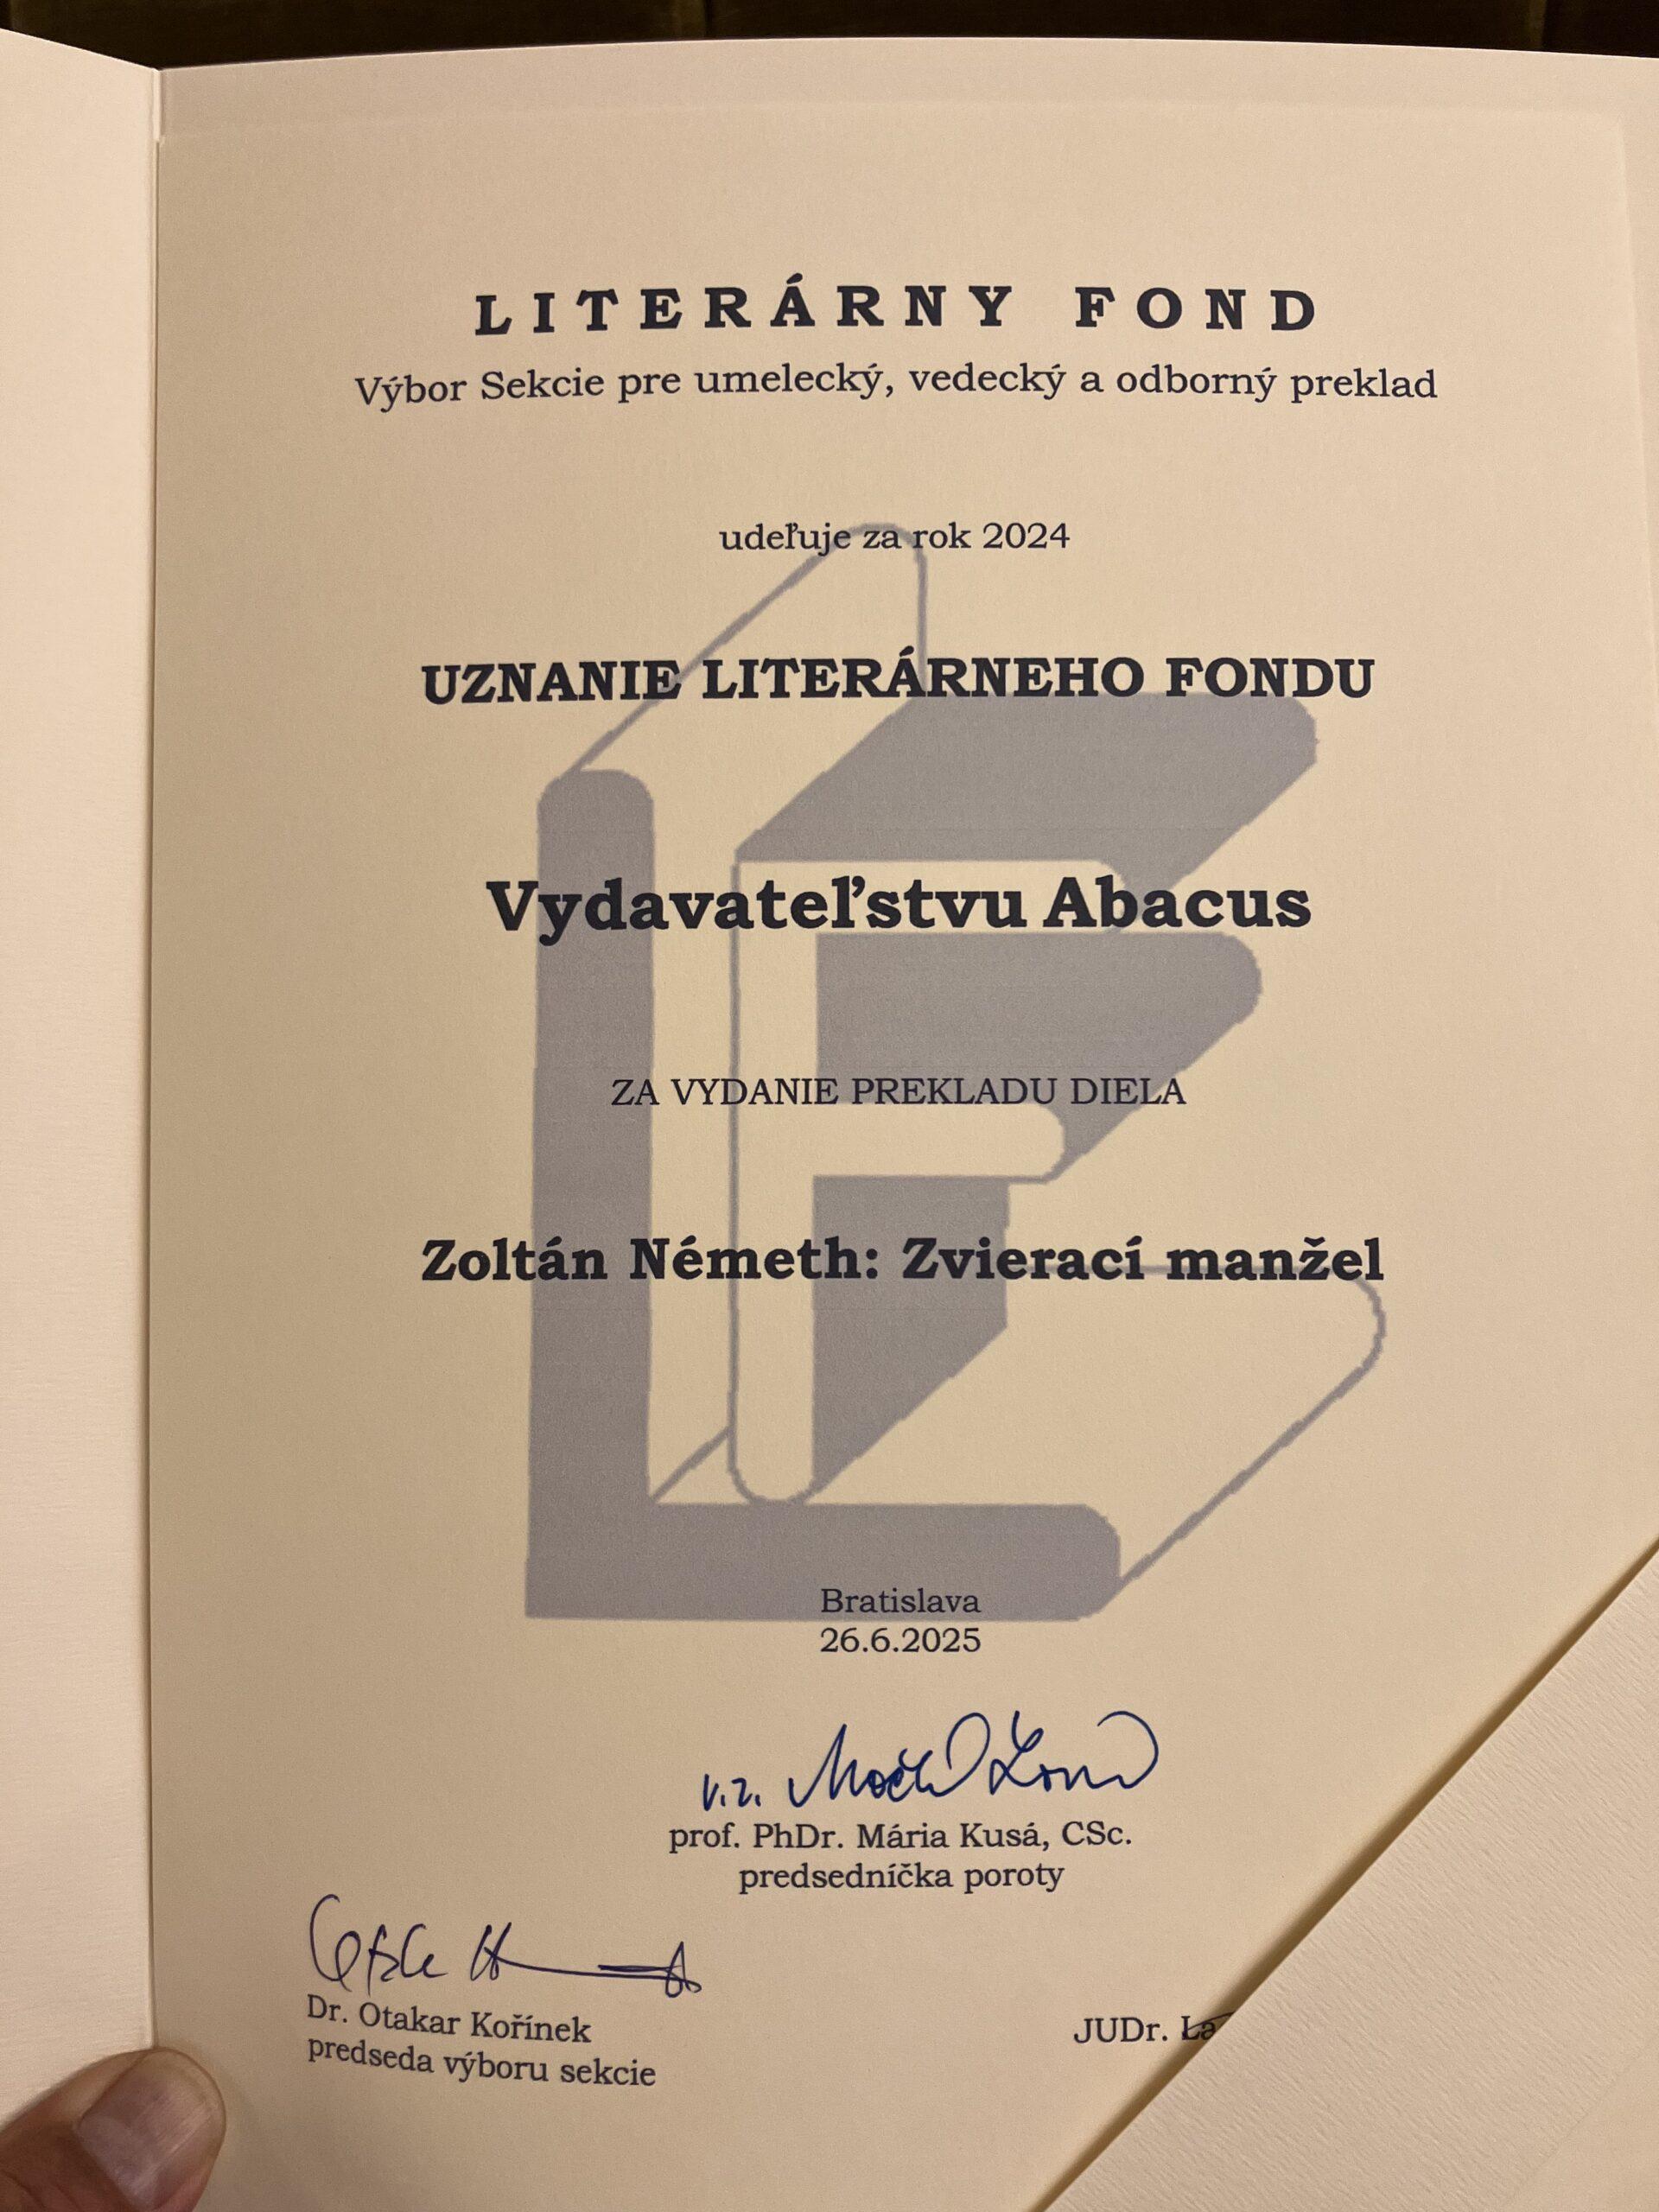 LITERÁRNY FOND
Výbor Sekcie pre umelecký, vedecký a odborný preklad
udeľuje za rok 2024
UZNANIE LITERÁRNEHO FONDU
Vydavateľstvu Abacus
ZA VYDANIE PREKLADU DIELA
Zoltán Németh: Zvierací manžel
Bratislava
26.6.2025
v.z.
prof. PhDr. Mária Kusá, CSc.
predsedníčka poroty
Dr. Otakar Kořínek
predseda výboru sekcie
JUDr.